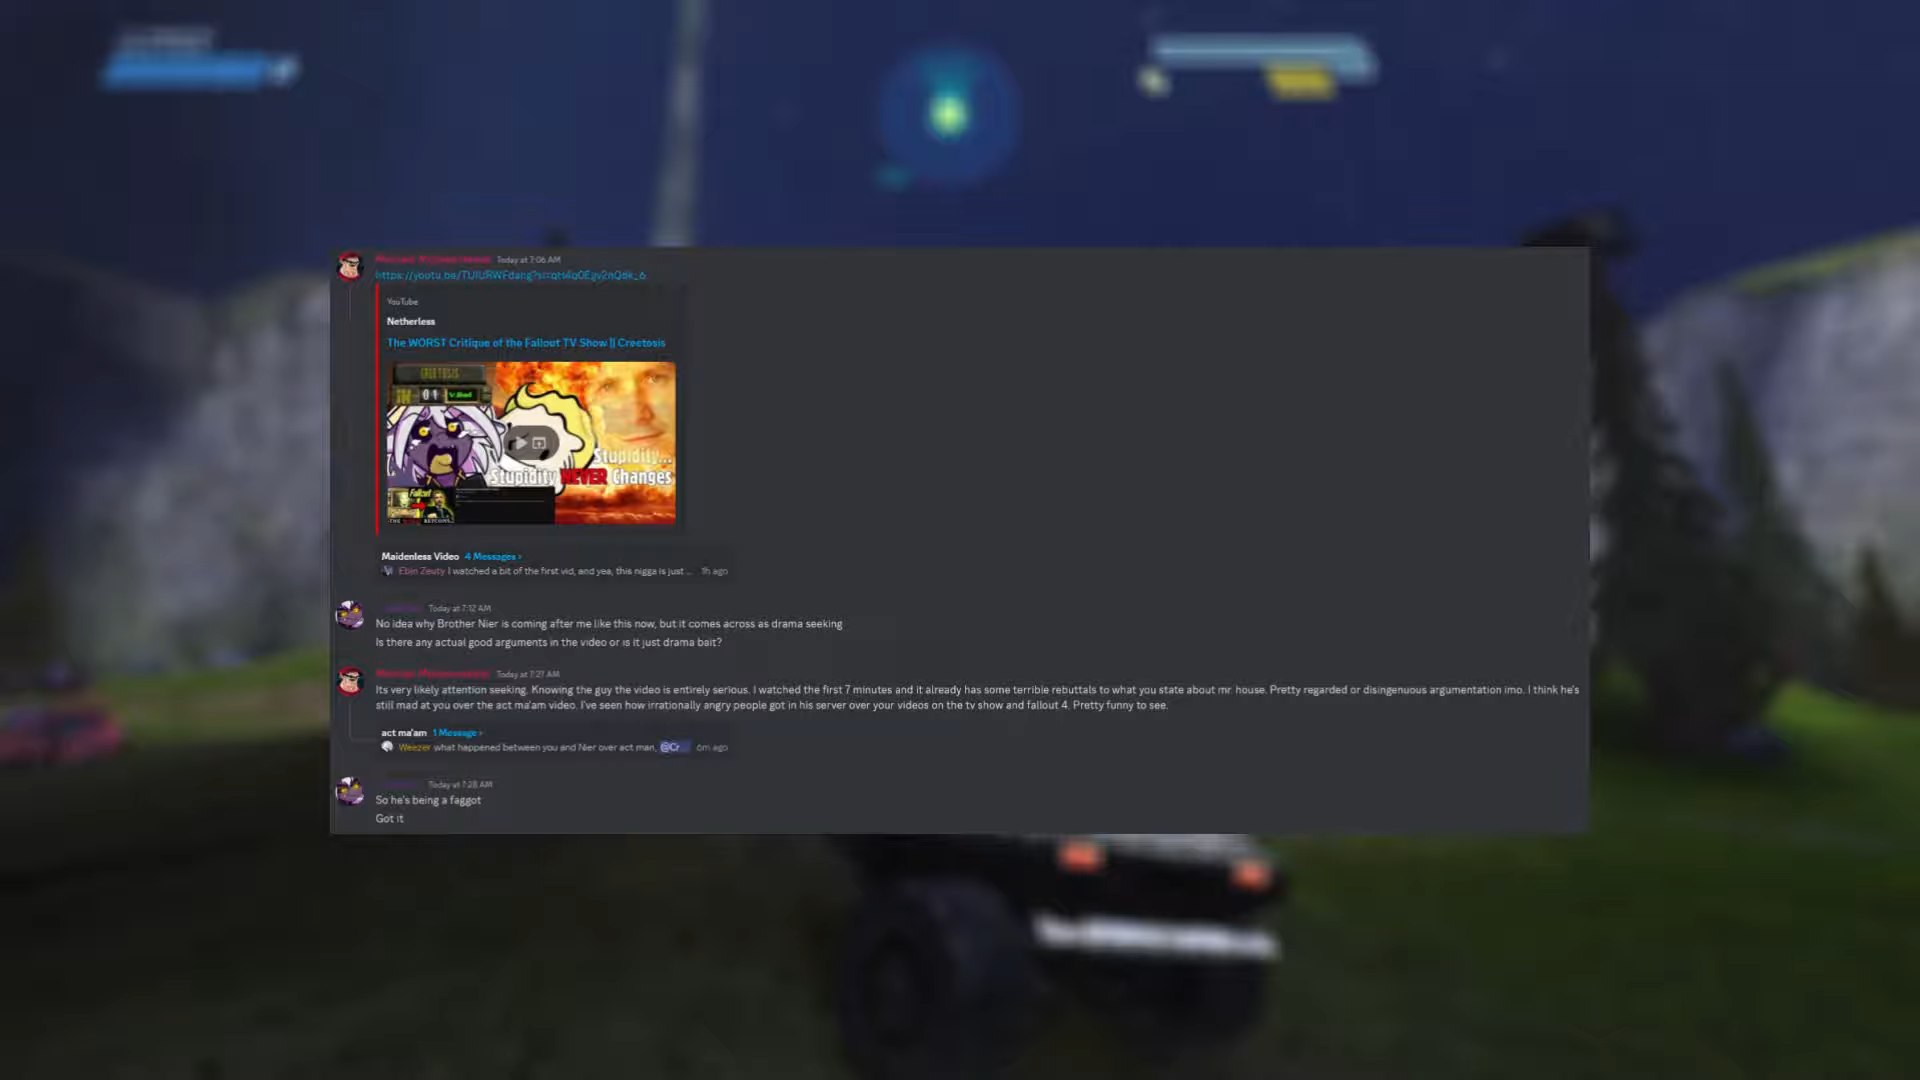 Today at 7:06 AM
YouTube
Netherless
The WORST Critique of the Fallout TV Show || Creetosis
CREETOSIS
Stupidity...
Stupidity NEVER Changes
Fallout
Maidenless Video 4 Messages ›
Ebin Zeuty I watched a bit of the first vid, and yea, this nigga is just ... 1h ago
Today at 7:12 AM
No idea why Brother Nier is coming after me like this now, but it comes across as drama seeking
Is there any actual good arguments in the video or is it just drama bait?
Today at 7:27 AM
Its very likely attention seeking. Knowing the guy the video is entirely serious. I watched the first 7 minutes and it already has some terrible rebuttals to what you state about mr. house. Pretty regarded or disingenuous argumentation imo. I think he's
still mad at you over the act ma'am video. I've seen how irrationally angry people got in his server over your videos on the tv show and fallout 4. Pretty funny to see.
act ma'am 1 Message ›
Weezer what happened between you and Nier over act man, @Cr 6m ago
Today at 7:28 AM
So he's being a faggot
Got it